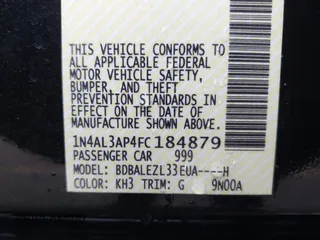 THIS VEHICLE CONFORMS TO
ALL APPLICABLE FEDERAL
MOTOR VEHICLE SAFETY,
BUMPER, AND THEFT
PREVENTION STANDARDS IN
EFFECT ON THE DATE OF
MANUFACTURE SHOWN ABOVE.
1N4AL3AP4FC184879
PASSENGER CAR 999
MODEL: BDBALEZL33EUA----H
COLOR: KH3 TRIM: G 9N00A